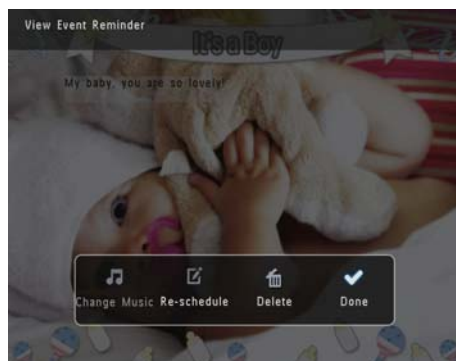 View Event Reminder
It's a Boy
My baby, you are so lovely!
Change Music Re-schedule Delete Done